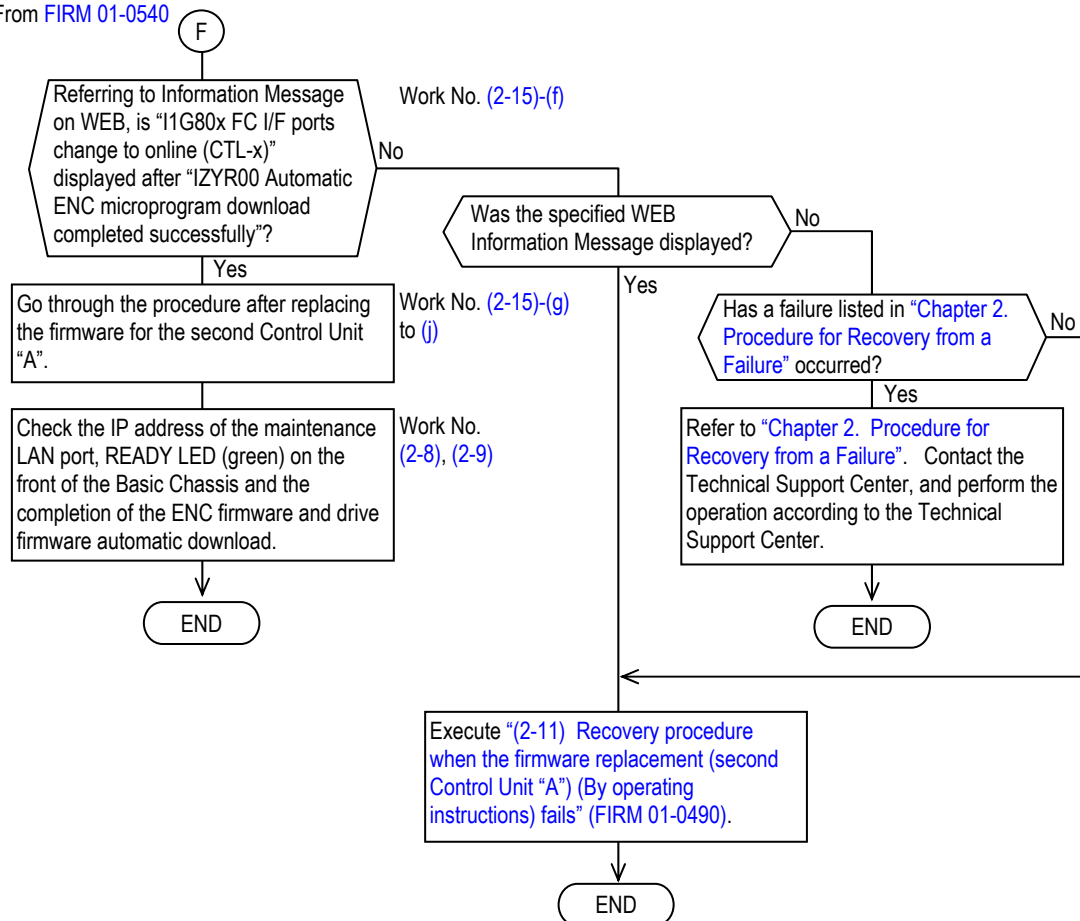 From FIRM 01-0540
F
Referring to Information Message
on WEB, is “I1G80x FC I/F ports
change to online (CTL-x)”
displayed after “IZYR00 Automatic
ENC microprogram download
completed successfully”?
Work No. (2-15)-(f)
No
Yes
Was the specified WEB
Information Message displayed?
No
Yes
Go through the procedure after replacing
the firmware for the second Control Unit
“A”.
Work No. (2-15)-(g)
to (j)
Has a failure listed in “Chapter 2.
Procedure for Recovery from a
Failure” occurred?
No
Yes
Check the IP address of the maintenance
LAN port, READY LED (green) on the
front of the Basic Chassis and the
completion of the ENC firmware and drive
firmware automatic download.
Work No.
(2-8), (2-9)
Refer to “Chapter 2. Procedure for
Recovery from a Failure”. Contact the
Technical Support Center, and perform the
operation according to the Technical
Support Center.
END
END
Execute “(2-11) Recovery procedure
when the firmware replacement (second
Control Unit “A”) (By operating
instructions) fails” (FIRM 01-0490).
END